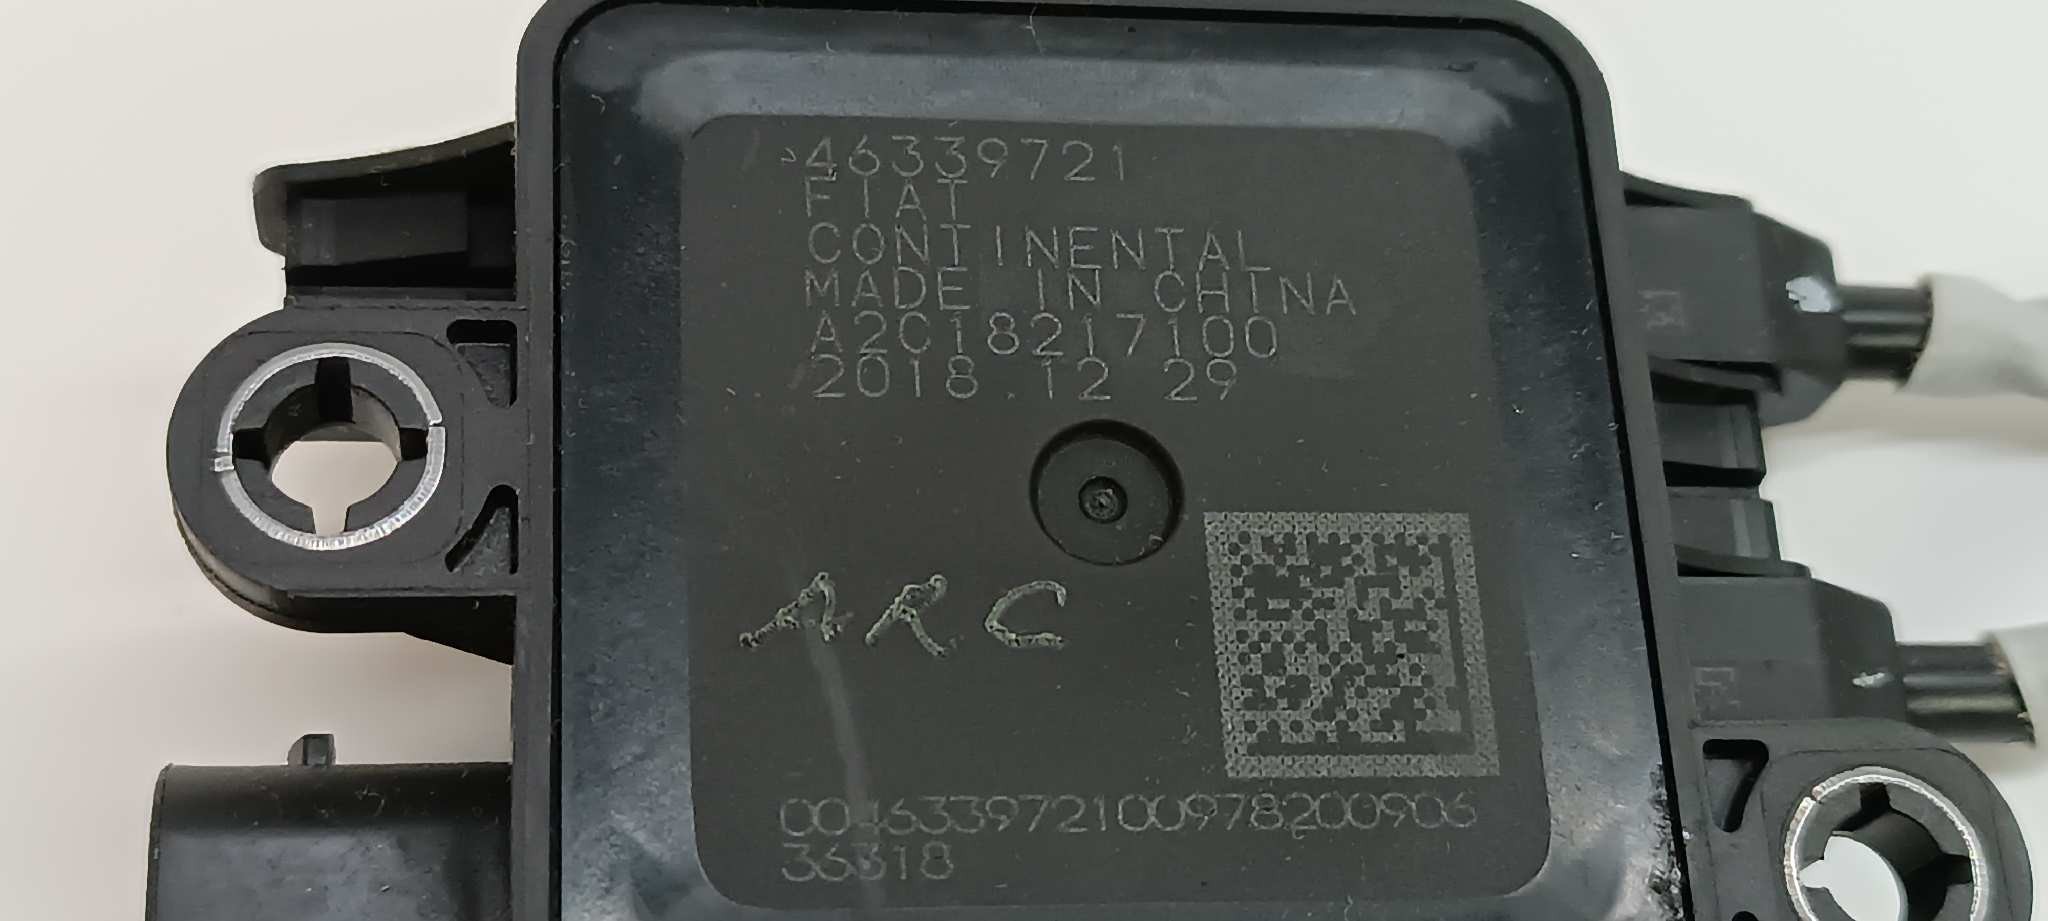 46339721
FIAT
CONTINENTAL
MADE IN CHINA
A2C18217100
2018 12 29
ARC
004633972100978200906
36318